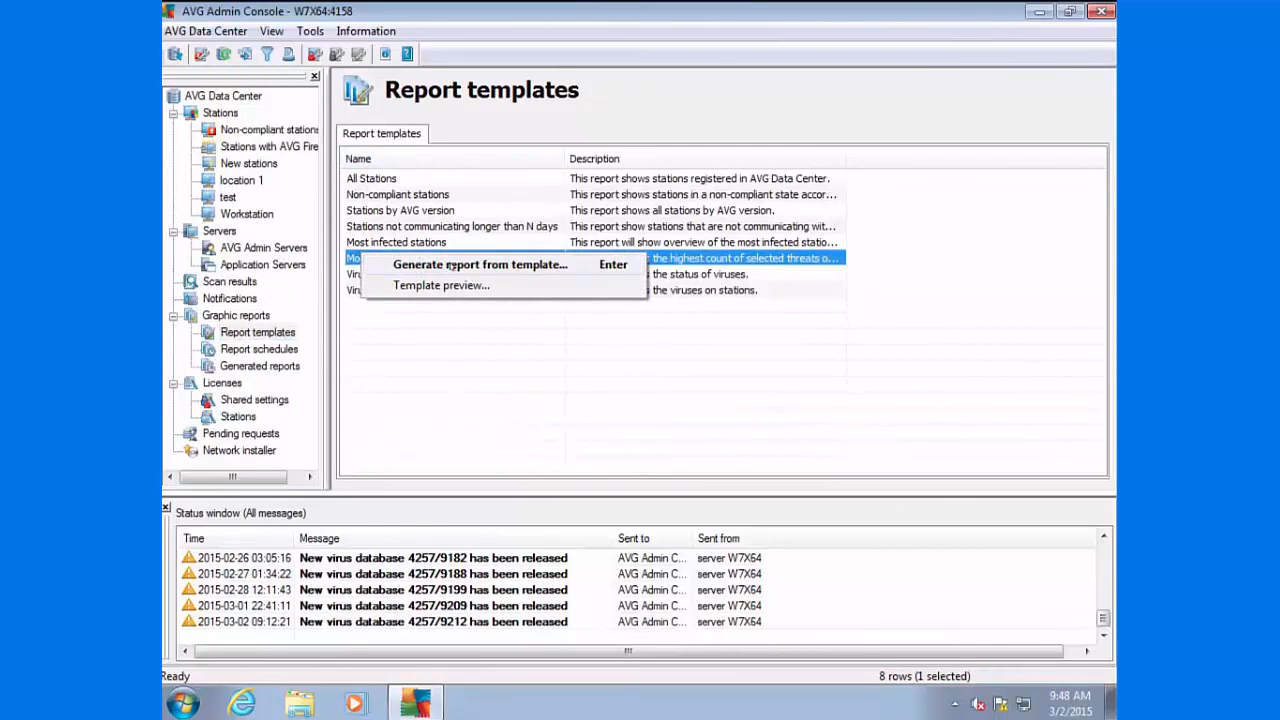 AVG Admin Console - W7X64:4158
AVG Data Center View Tools Information
AVG Data Center
Stations
Non-compliant stations
Stations with AVG Fire
New stations
location 1
test
Workstation
Servers
AVG Admin Servers
Application Servers
Scan results
Notifications
Graphic reports
Report templates
Report schedules
Generated reports
Licenses
Shared settings
Stations
Pending requests
Network installer
Report templates
Report templates
Name Description
All Stations This report shows stations registered in AVG Data Center.
Non-compliant stations This report shows stations in a non-compliant state accor...
Stations by AVG version This report shows all stations by AVG version.
Stations not communicating longer than N days This report show stations that are not communicating wit...
Most infected stations This report will show overview of the most infected statio...
Mo the highest count of selected threats o...
Viru the status of viruses.
Viru the viruses on stations.
Generate report from template... Enter
Template preview...
Status window (All messages)
Time Message Sent to Sent from
2015-02-26 03:05:16 New virus database 4257/9182 has been released AVG Admin C... server W7X64
2015-02-27 01:34:22 New virus database 4257/9188 has been released AVG Admin C... server W7X64
2015-02-28 12:11:43 New virus database 4257/9199 has been released AVG Admin C... server W7X64
2015-03-01 22:41:11 New virus database 4257/9209 has been released AVG Admin C... server W7X64
2015-03-02 09:12:21 New virus database 4257/9212 has been released AVG Admin C... server W7X64
Ready 8 rows (1 selected)
9:48 AM
3/2/2015